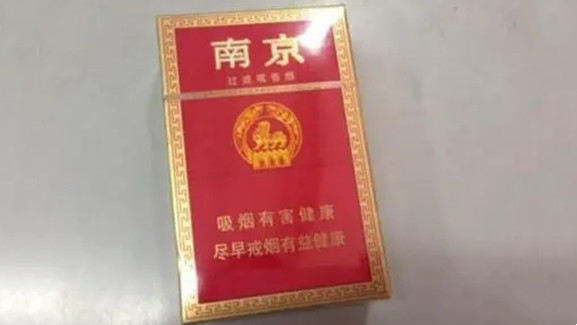 南京
过滤嘴香烟
吸烟有害健康
尽早戒烟有益健康